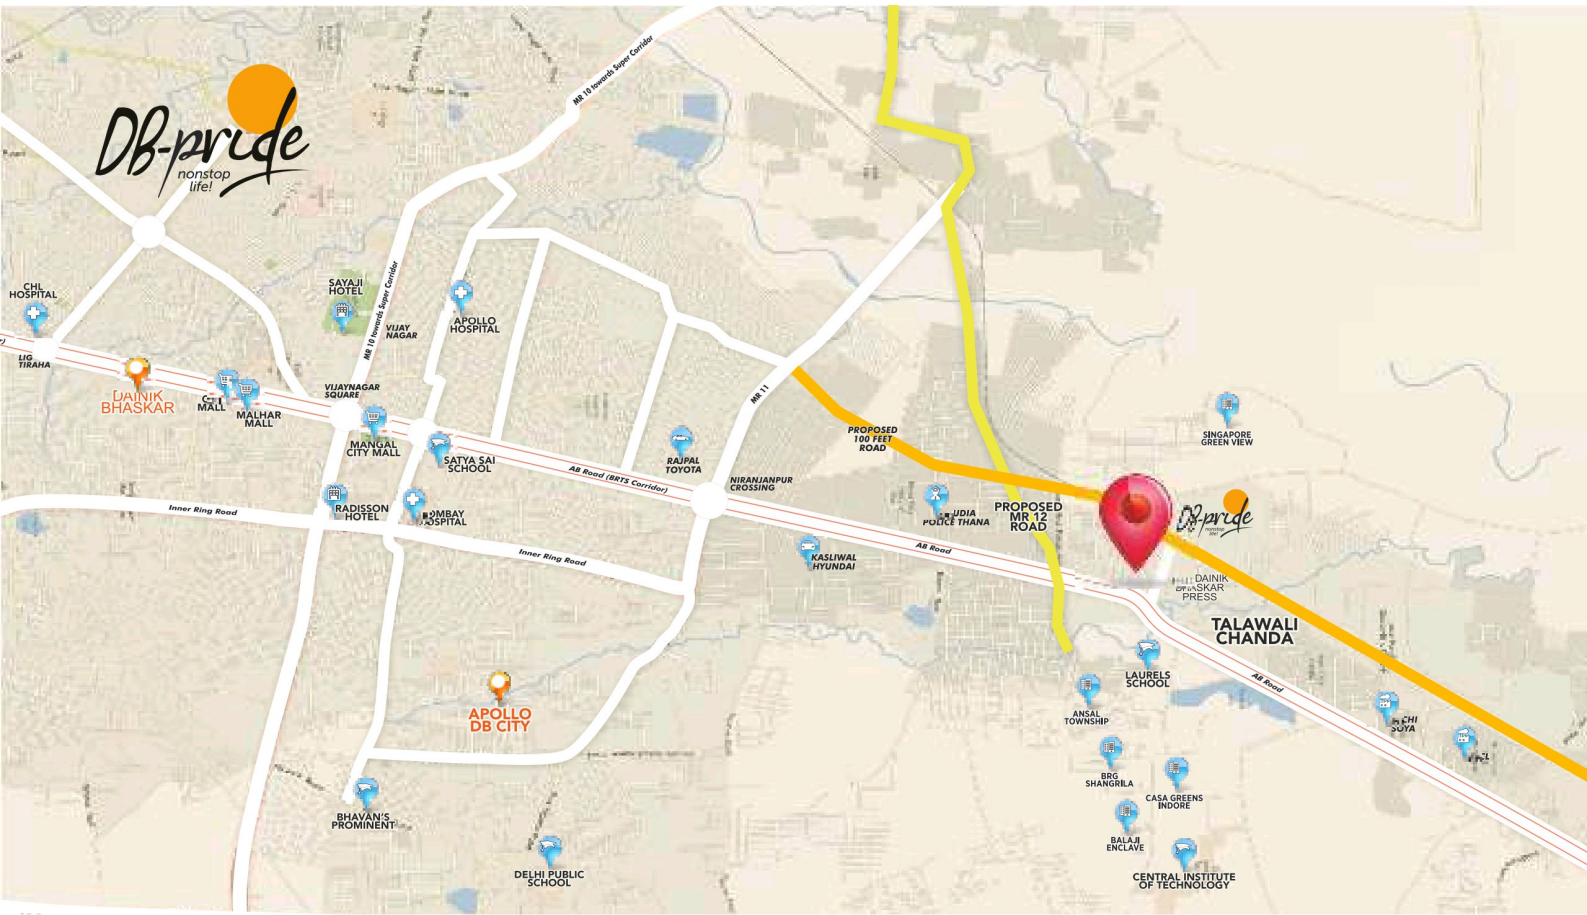 MR 10 towards Super Corridor
DB-pride
nonstop
life!
CHL
HOSPITAL
SAYAJI
HOTEL
MR 10 towards Super Corridor
VIJAY
NAGAR
APOLLO
HOSPITAL
LIG
TIRAHA
DAINIK
BHASKAR
MALL
MALHAR
MALL
VIJAYNAGAR
SQUARE
MANGAL
CITY MALL
SATYA SAI
SCHOOL
MR 11
PROPOSED
100 FEET
ROAD
SINGAPORE
GREEN VIEW
RAJPAL
TOYOTA
AB Road (BRTS Corridor)
NIRANJANPUR
CROSSING
Inner Ring Road
RADISSON
HOTEL
POLICE THANA
PROPOSED
MR 12
ROAD
DB-pride
nonstop
life!
Inner Ring Road
KASLIWAL
HYUNDAI
AB Road
DAINIK
PRESS
TALAWALI
CHANDA
LAURELS
SCHOOL
AB Road
APOLLO
DB CITY
ANSAL
TOWNSHIP
BRG
SHANGRILA
CASA GREENS
INDORE
BHAVAN'S
PROMINENT
BALAJI
ENCLAVE
DELHI PUBLIC
SCHOOL
CENTRAL INSTITUTE
OF TECHNOLOGY